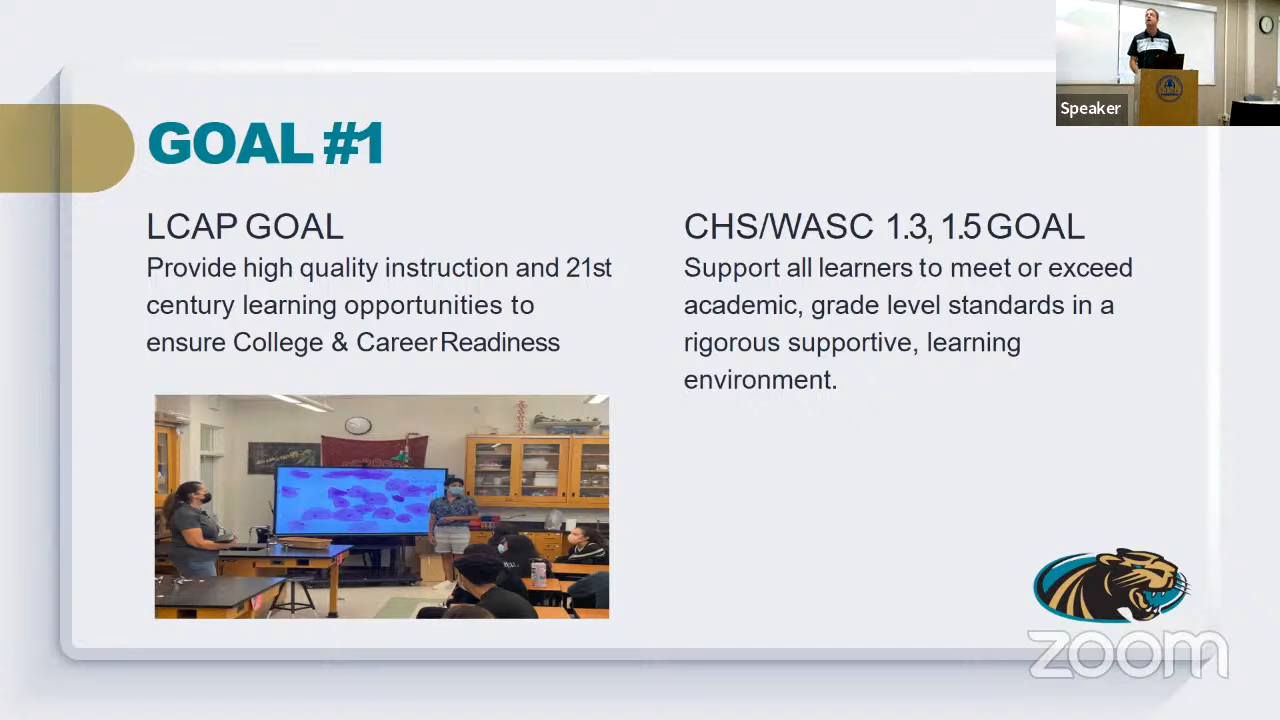 Speaker
GOAL #1
LCAP GOAL
Provide high quality instruction and 21st
century learning opportunities to
ensure College & Career Readiness
CHS/WASC 1.3, 1.5 GOAL
Support all learners to meet or exceed
academic, grade level standards in a
rigorous supportive, learning
environment.
zoom